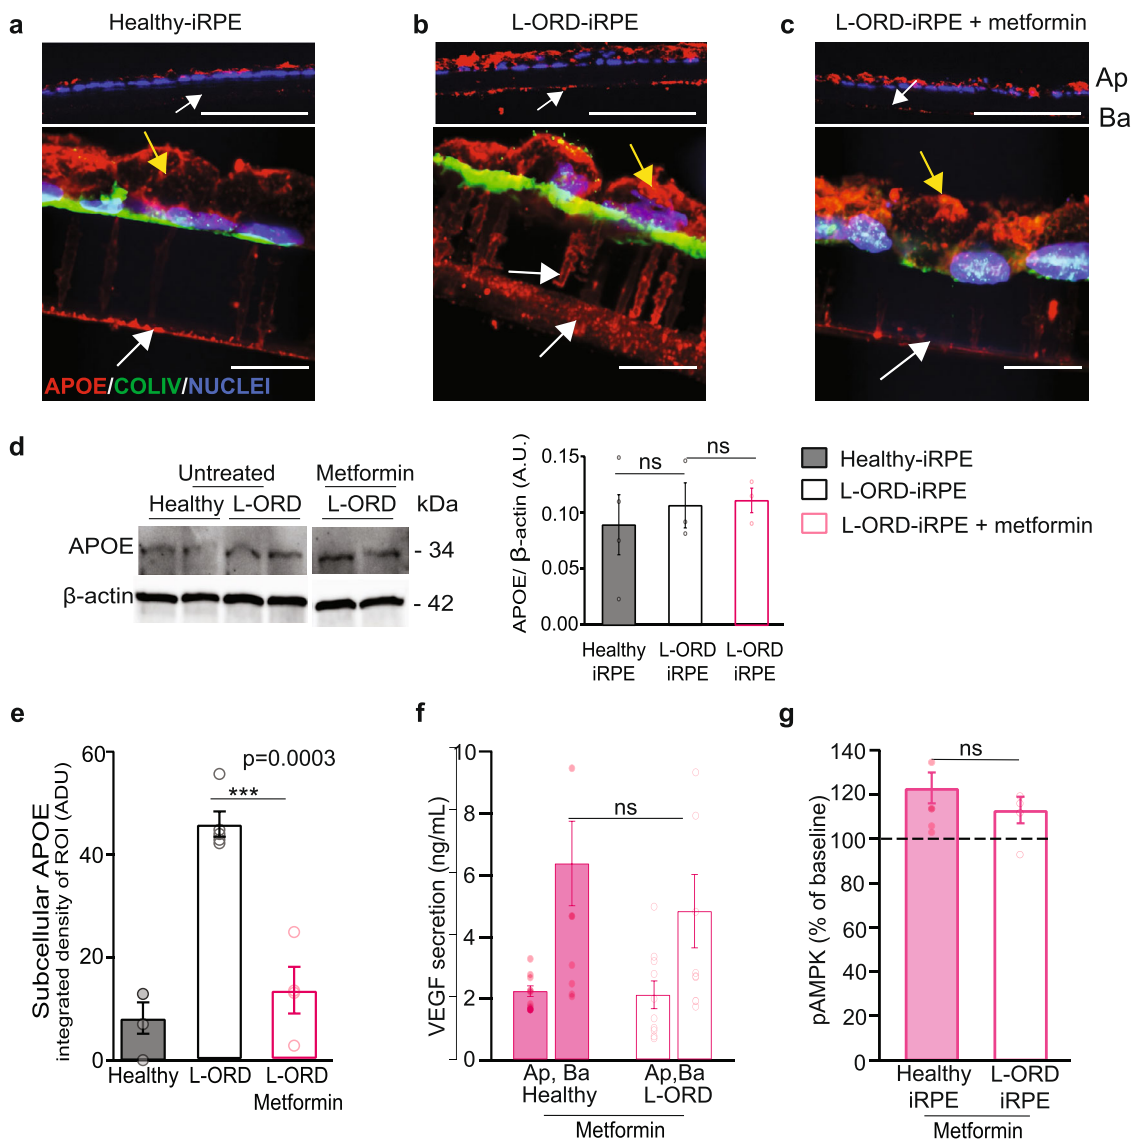 a
Healthy-iRPE
b
L-ORD-iRPE
c
L-ORD-iRPE + metformin
Ap
Ba
APOE/COLIV/NUCLEI
d
Untreated
Metformin
Healthy L-ORD
L-ORD
kDa
APOE
- 34
β-actin
- 42
APOE/ β-actin (A.U.)
0.15
0.10
0.05
0.00
ns
ns
Healthy
iRPE
L-ORD
iRPE
L-ORD
iRPE
Healthy-iRPE
L-ORD-iRPE
L-ORD-iRPE + metformin
e
Subcellular APOE
integrated density of ROI (ADU)
60
40
20
0
p=0.0003
***
Healthy
L-ORD
L-ORD
Metformin
f
VEGF secretion (ng/mL)
10
8
6
4
2
0
ns
Ap, Ba
Healthy
Ap,Ba
L-ORD
Metformin
g
pAMPK (% of baseline)
140
120
100
80
60
40
20
0
ns
Healthy
iRPE
L-ORD
iRPE
Metformin